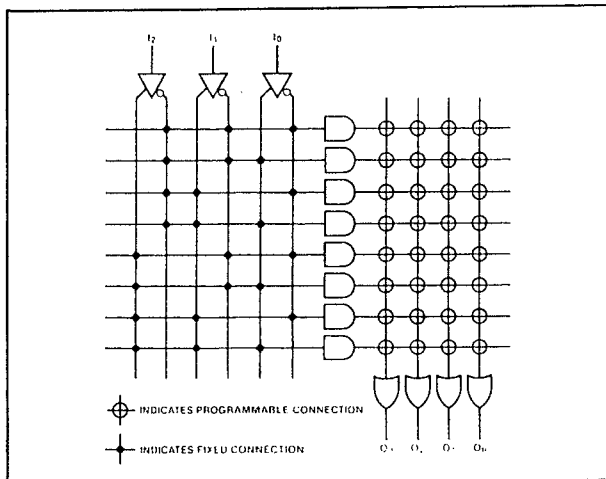 I2 I1 I0
INDICATES PROGRAMMABLE CONNECTION
INDICATES FIXED CONNECTION